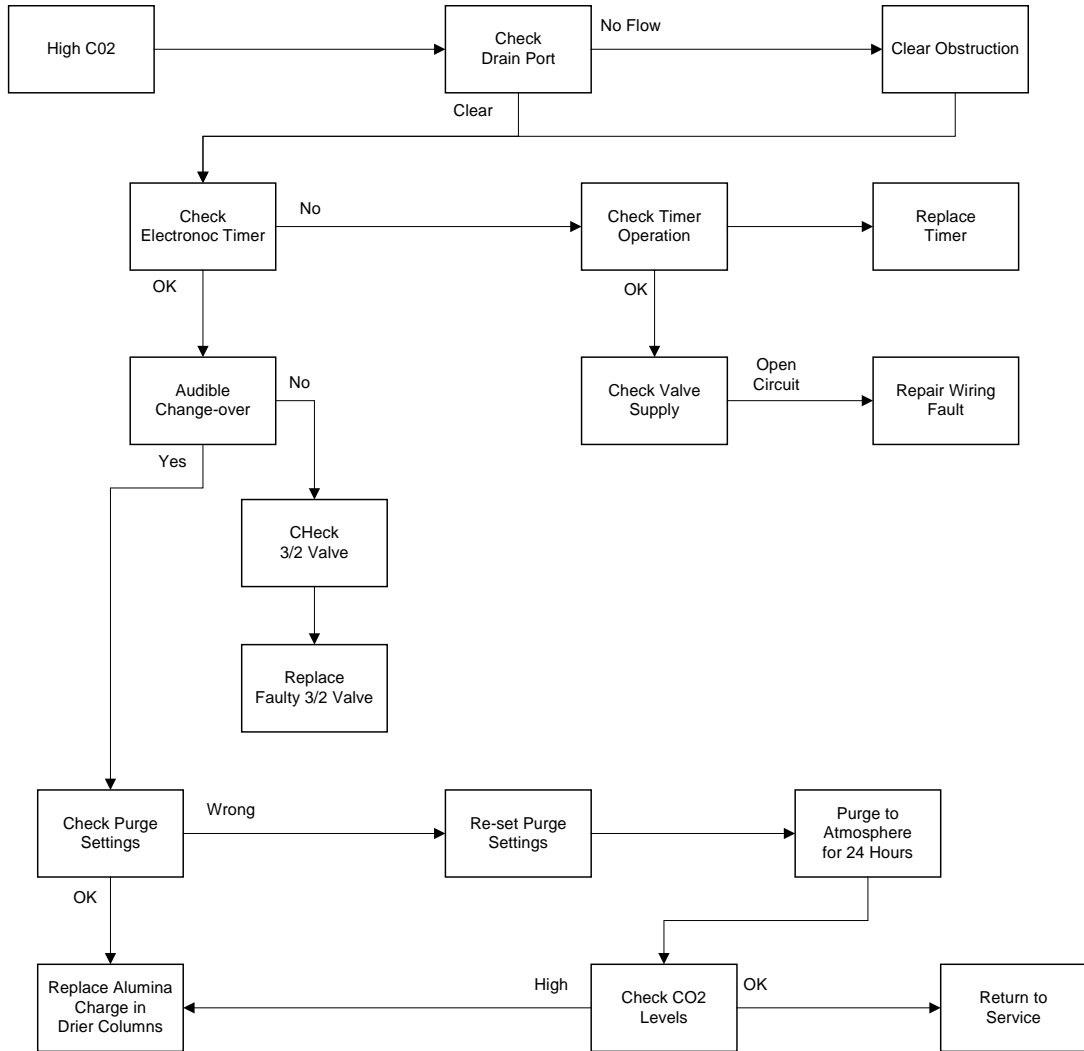 High C02
Check
Drain Port
No Flow
Clear Obstruction
Clear
Check
Electronoc Timer
No
Check Timer
Operation
Replace
Timer
OK
OK
Audible
Change-over
No
Check Valve
Supply
Open
Circuit
Repair Wiring
Fault
Yes
CHeck
3/2 Valve
Replace
Faulty 3/2 Valve
Check Purge
Settings
Wrong
Re-set Purge
Settings
Purge to
Atmosphere
for 24 Hours
OK
Replace Alumina
Charge in
Drier Columns
High
Check CO2
Levels
OK
Return to
Service